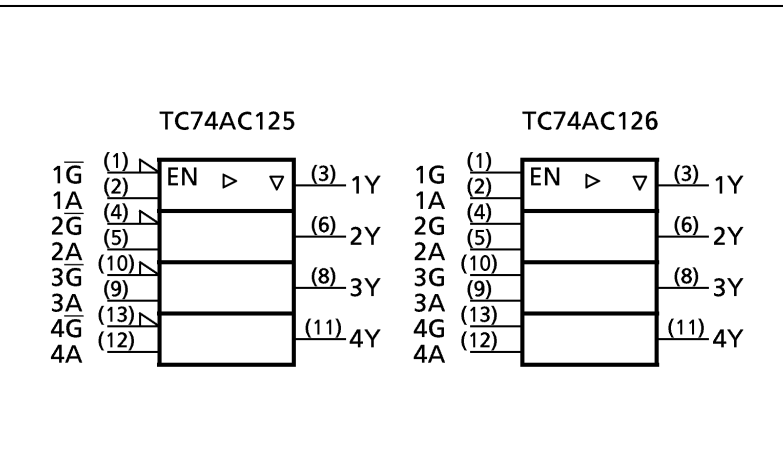 TC74AC125
1G̅ (1) EN (3) 1Y
1A (2)
2G̅ (4) (6) 2Y
2A (5)
3G̅ (10) (8) 3Y
3A (9)
4G̅ (13) (11) 4Y
4A (12)
TC74AC126
1G (1) EN (3) 1Y
1A (2)
2G (4) (6) 2Y
2A (5)
3G (10) (8) 3Y
3A (9)
4G (13) (11) 4Y
4A (12)